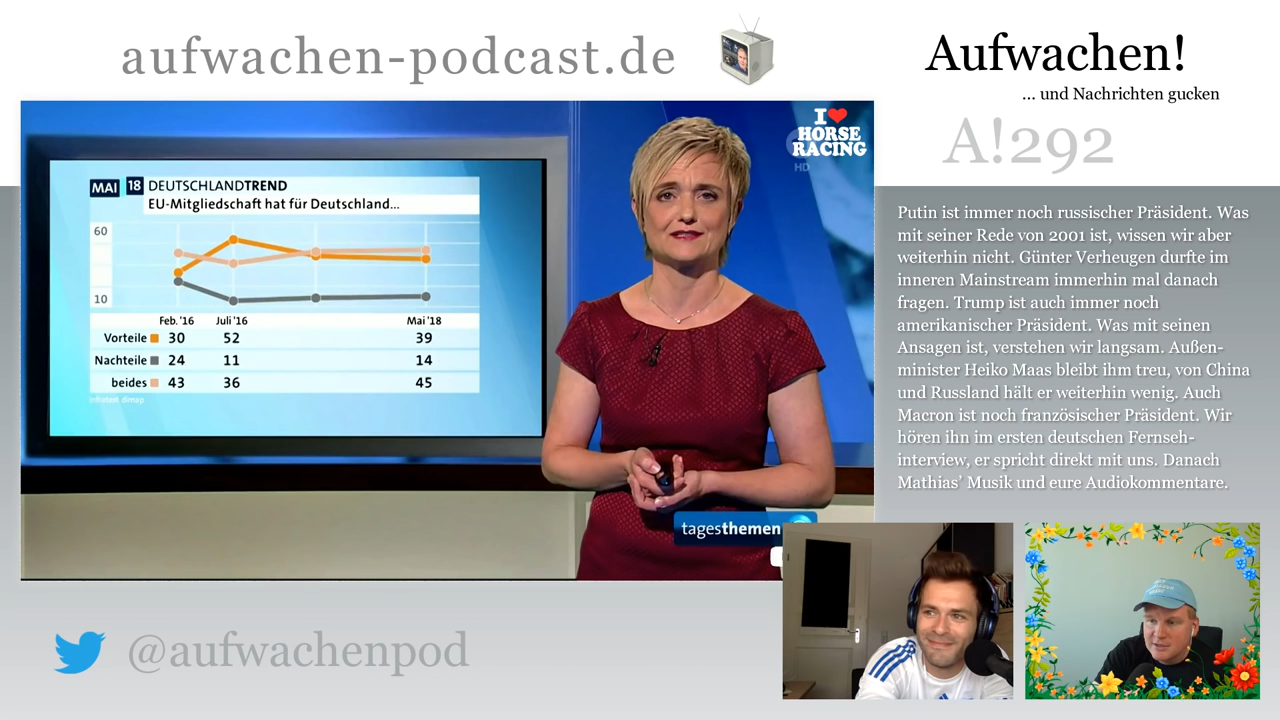 aufwachen-podcast.de
Aufwachen!
... und Nachrichten gucken
A!292
I
HORSE
RACING
HD
MAI 18 DEUTSCHLANDTREND
EU-Mitgliedschaft hat für Deutschland...
60
10
Feb.'16 Juli '16 Mai '18
Vorteile 30 52 39
Nachteile 24 11 14
beides 43 36 45
infratest dimap
Putin ist immer noch russischer Präsident. Was
mit seiner Rede von 2001 ist, wissen wir aber
weiterhin nicht. Günter Verheugen durfte im
inneren Mainstream immerhin mal danach
fragen. Trump ist auch immer noch
amerikanischer Präsident. Was mit seinen
Ansagen ist, verstehen wir langsam. Außen-
minister Heiko Maas bleibt ihm treu, von China
und Russland hält er weiterhin wenig. Auch
Macron ist noch französischer Präsident. Wir
hören ihn im ersten deutschen Fernseh-
interview, er spricht direkt mit uns. Danach
Mathias' Musik und eure Audiokommentare.
tagesthemen
@aufwachenpod